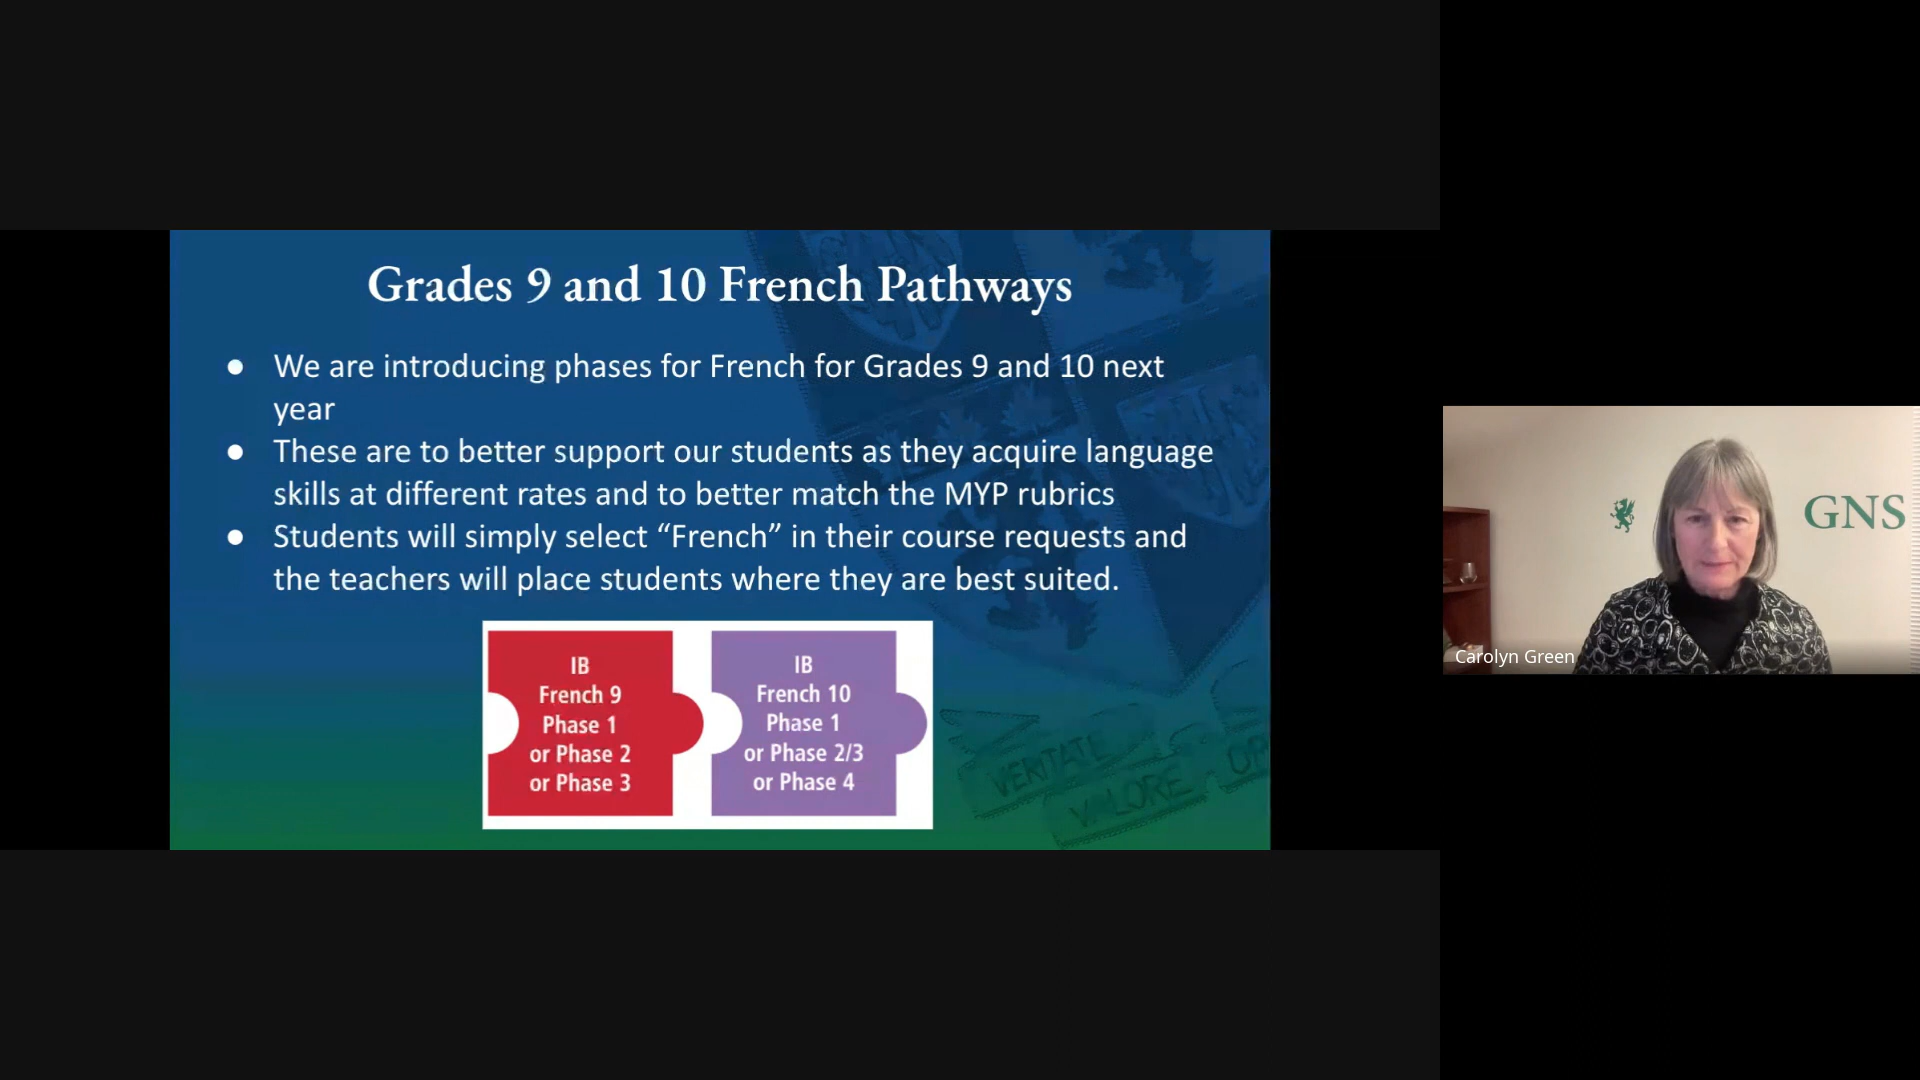 Grades 9 and 10 French Pathways
● We are introducing phases for French for Grades 9 and 10 next
year
● These are to better support our students as they acquire language
skills at different rates and to better match the MYP rubrics
● Students will simply select “French” in their course requests and
the teachers will place students where they are best suited.
IB
French 9
Phase 1
or Phase 2
or Phase 3
IB
French 10
Phase 1
or Phase 2/3
or Phase 4
VERITATE
VALORE
GNS
Carolyn Green